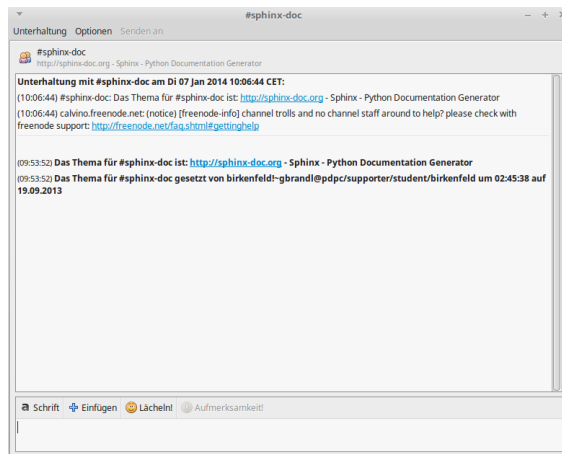 #sphinx-doc
Unterhaltung Optionen Senden an
#sphinx-doc
http://sphinx-doc.org - Sphinx - Python Documentation Generator
Unterhaltung mit #sphinx-doc am Di 07 Jan 2014 10:06:44 CET:
(10:06:44) #sphinx-doc: Das Thema für #sphinx-doc ist: http://sphinx-doc.org - Sphinx - Python Documentation Generator
(10:06:44) calvino.freenode.net: (notice) [freenode-info] channel trolls and no channel staff around to help? please check with
freenode support: http://freenode.net/faq.shtml#gettinghelp
(09:53:52) Das Thema für #sphinx-doc ist: http://sphinx-doc.org - Sphinx - Python Documentation Generator
(09:53:52) Das Thema für #sphinx-doc gesetzt von birkenfeld!~gbrandl@pdpc/supporter/student/birkenfeld um 02:45:38 auf
19.09.2013
a Schrift Einfügen Lächeln! Aufmerksamkeit!